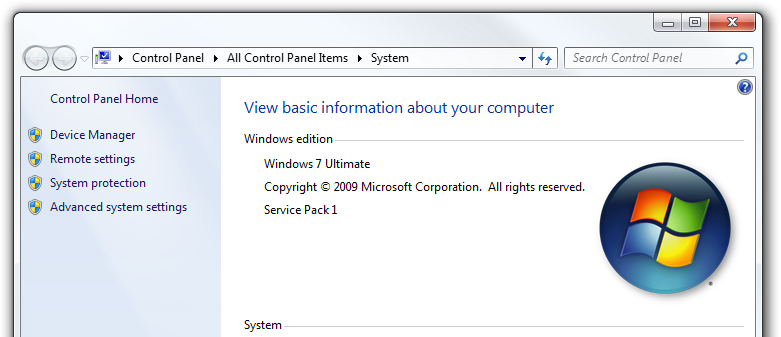 Control Panel ▸ All Control Panel Items ▸ System
Search Control Panel
Control Panel Home
Device Manager
Remote settings
System protection
Advanced system settings
View basic information about your computer
Windows edition
Windows 7 Ultimate
Copyright © 2009 Microsoft Corporation.  All rights reserved.
Service Pack 1
System